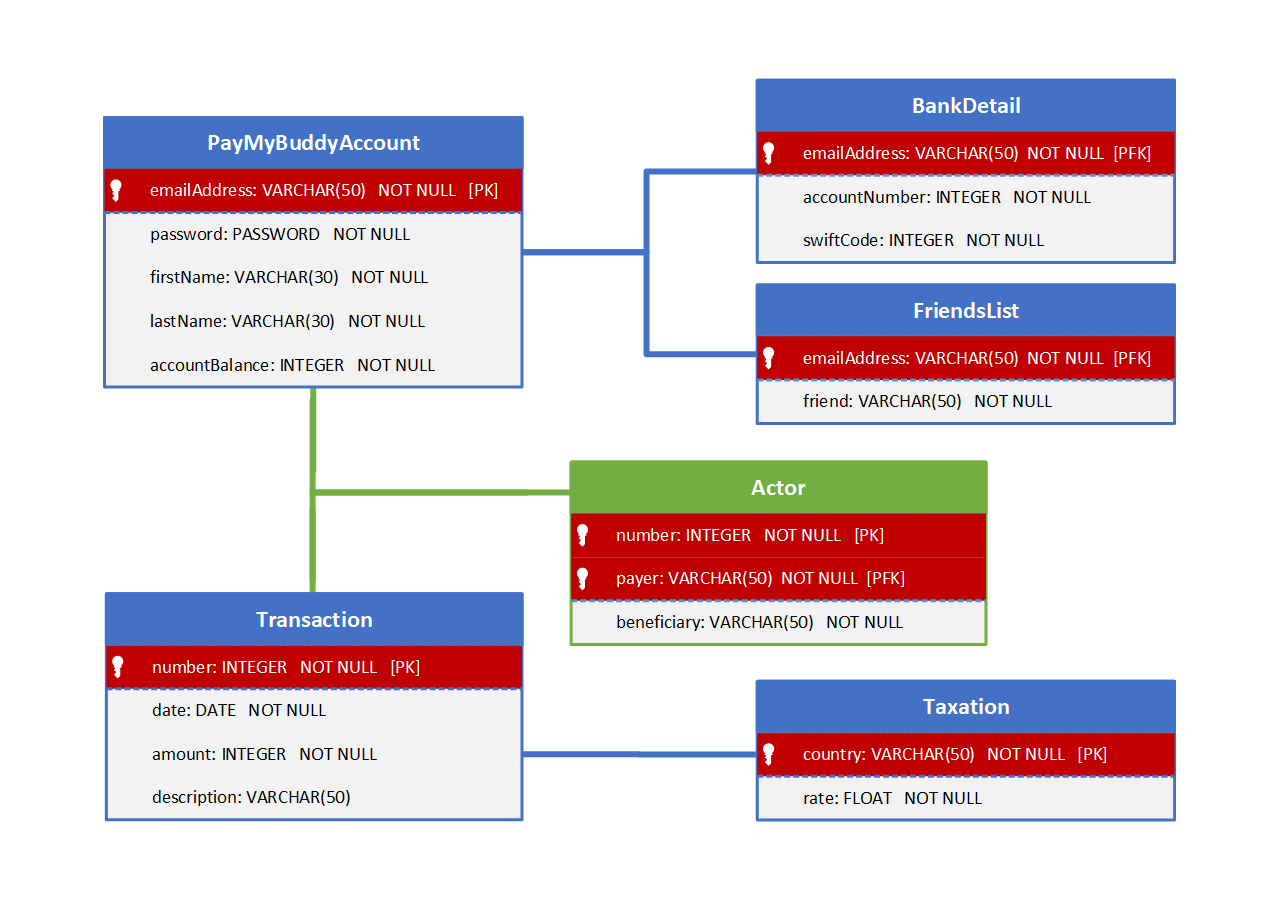 PayMyBuddyAccount
emailAddress: VARCHAR(50) NOT NULL [PK]
password: PASSWORD NOT NULL
firstName: VARCHAR(30) NOT NULL
lastName: VARCHAR(30) NOT NULL
accountBalance: INTEGER NOT NULL
BankDetail
emailAddress: VARCHAR(50) NOT NULL [PFK]
accountNumber: INTEGER NOT NULL
swiftCode: INTEGER NOT NULL
FriendsList
emailAddress: VARCHAR(50) NOT NULL [PFK]
friend: VARCHAR(50) NOT NULL
Actor
number: INTEGER NOT NULL [PK]
payer: VARCHAR(50) NOT NULL [PFK]
beneficiary: VARCHAR(50) NOT NULL
Transaction
number: INTEGER NOT NULL [PK]
date: DATE NOT NULL
amount: INTEGER NOT NULL
description: VARCHAR(50)
Taxation
country: VARCHAR(50) NOT NULL [PK]
rate: FLOAT NOT NULL